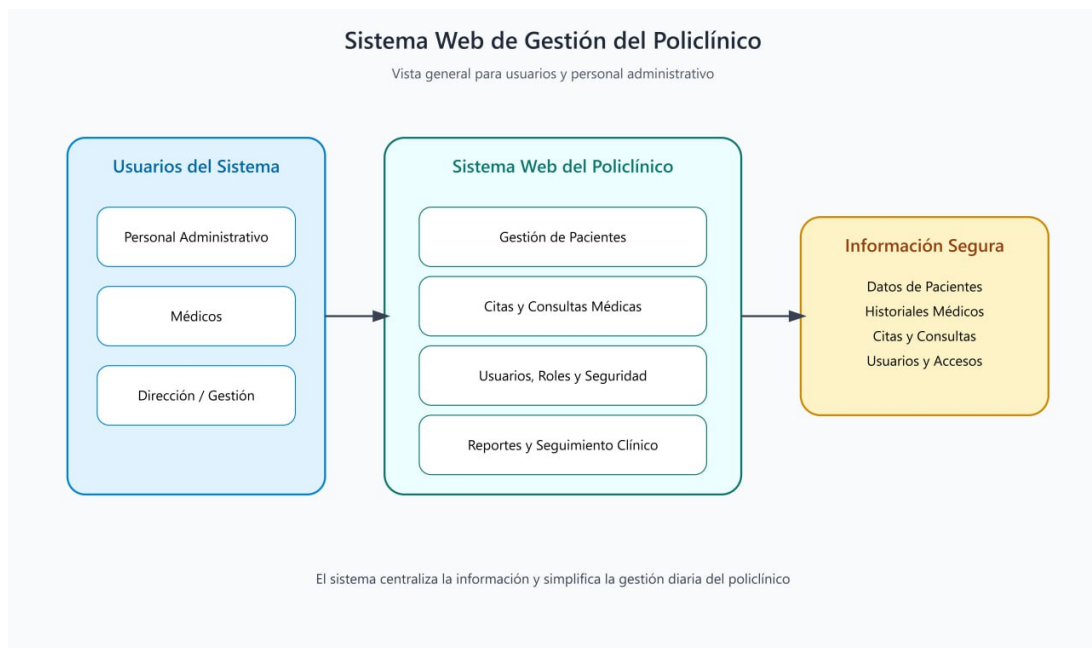 Sistema Web de Gestión del Policlínico
Vista general para usuarios y personal administrativo
Usuarios del Sistema
Personal Administrativo
Médicos
Dirección / Gestión
Sistema Web del Policlínico
Gestión de Pacientes
Citas y Consultas Médicas
Usuarios, Roles y Seguridad
Reportes y Seguimiento Clínico
Información Segura
Datos de Pacientes
Historiales Médicos
Citas y Consultas
Usuarios y Accesos
El sistema centraliza la información y simplifica la gestión diaria del policlínico